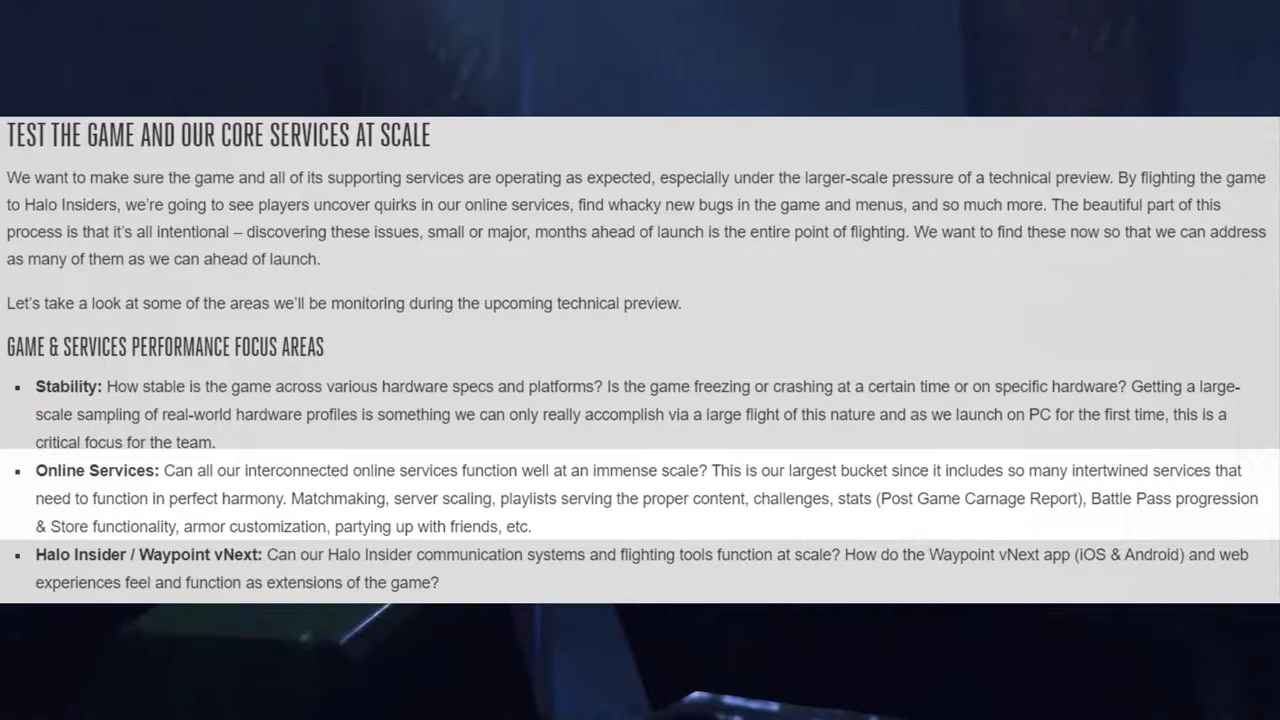 TEST THE GAME AND OUR CORE SERVICES AT SCALE
We want to make sure the game and all of its supporting services are operating as expected, especially under the larger-scale pressure of a technical preview. By flighting the game
to Halo Insiders, we’re going to see players uncover quirks in our online services, find whacky new bugs in the game and menus, and so much more. The beautiful part of this
process is that it’s all intentional – discovering these issues, small or major, months ahead of launch is the entire point of flighting. We want to find these now so that we can address
as many of them as we can ahead of launch.
Let’s take a look at some of the areas we’ll be monitoring during the upcoming technical preview.
GAME & SERVICES PERFORMANCE FOCUS AREAS
▪ Stability: How stable is the game across various hardware specs and platforms? Is the game freezing or crashing at a certain time or on specific hardware? Getting a large-
scale sampling of real-world hardware profiles is something we can only really accomplish via a large flight of this nature and as we launch on PC for the first time, this is a
critical focus for the team.
▪ Online Services: Can all our interconnected online services function well at an immense scale? This is our largest bucket since it includes so many intertwined services that
need to function in perfect harmony. Matchmaking, server scaling, playlists serving the proper content, challenges, stats (Post Game Carnage Report), Battle Pass progression
& Store functionality, armor customization, partying up with friends, etc.
▪ Halo Insider / Waypoint vNext: Can our Halo Insider communication systems and flighting tools function at scale? How do the Waypoint vNext app (iOS & Android) and web
experiences feel and function as extensions of the game?